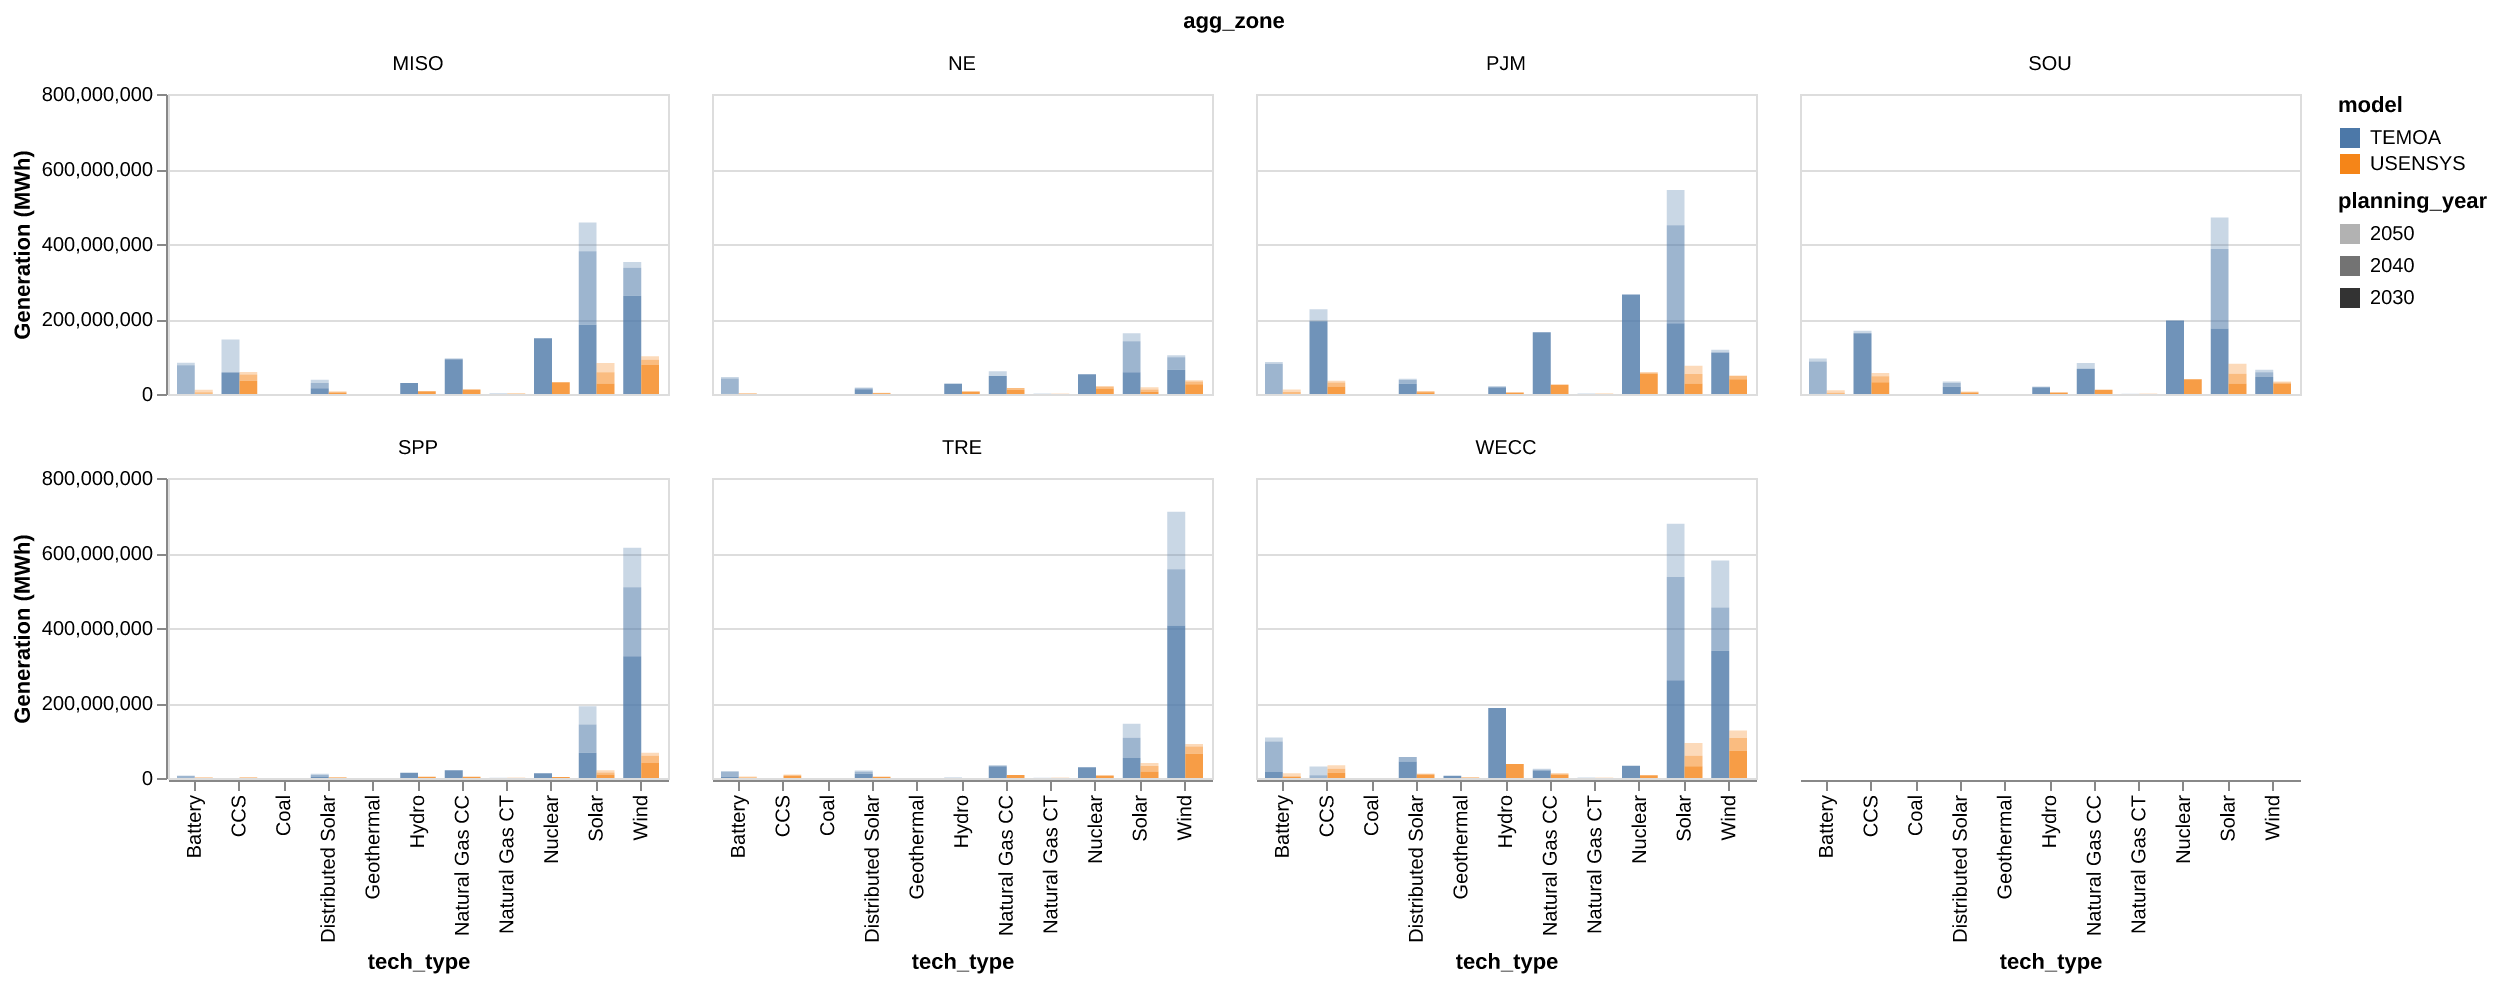 agg_zone
MISO
NE
PJM
SOU
Generation (MWh)
800,000,000
600,000,000
400,000,000
200,000,000
0
model
TEMOA
USENSYS
planning_year
2050
2040
2030
SPP
TRE
WECC
Generation (MWh)
800,000,000
600,000,000
400,000,000
200,000,000
0
Battery
CCS
Coal
Distributed Solar
Geothermal
Hydro
Natural Gas CC
Natural Gas CT
Nuclear
Solar
Wind
tech_type
Battery
CCS
Coal
Distributed Solar
Geothermal
Hydro
Natural Gas CC
Natural Gas CT
Nuclear
Solar
Wind
tech_type
Battery
CCS
Coal
Distributed Solar
Geothermal
Hydro
Natural Gas CC
Natural Gas CT
Nuclear
Solar
Wind
tech_type
Battery
CCS
Coal
Distributed Solar
Geothermal
Hydro
Natural Gas CC
Natural Gas CT
Nuclear
Solar
Wind
tech_type